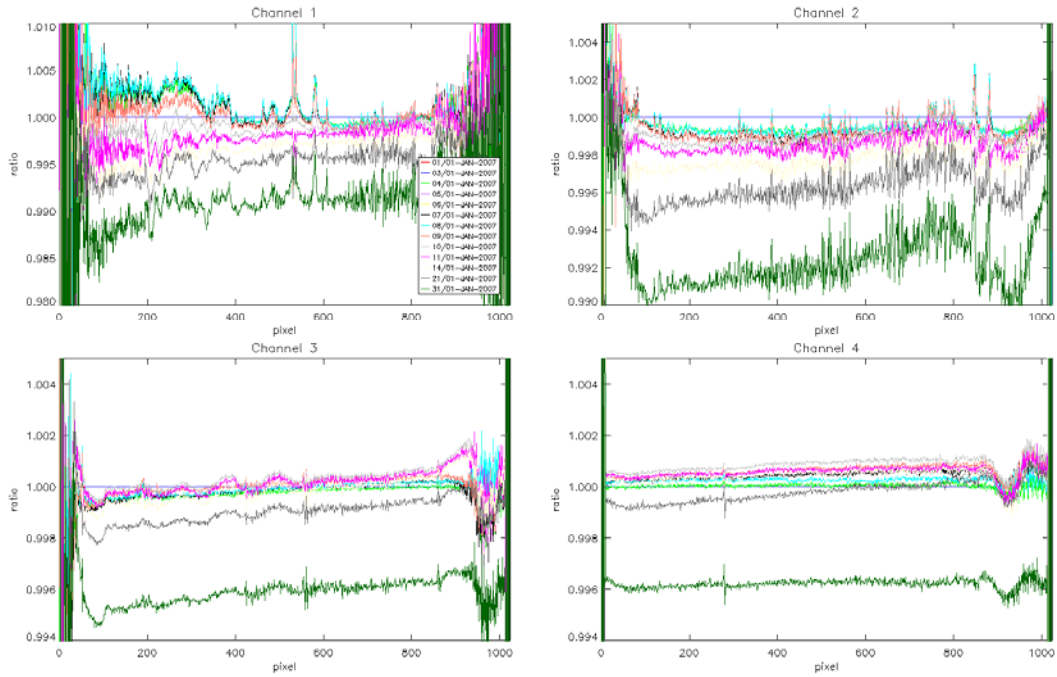 Channel 1
1.010
1.005
1.000
0.995
0.990
0.985
0.980
ratio
0 200 400 600 800 1000
pixel
01/01-JAN-2007
03/01-JAN-2007
04/01-JAN-2007
05/01-JAN-2007
06/01-JAN-2007
07/01-JAN-2007
08/01-JAN-2007
09/01-JAN-2007
10/01-JAN-2007
11/01-JAN-2007
14/01-JAN-2007
21/01-JAN-2007
31/01-JAN-2007
Channel 2
1.004
1.002
1.000
0.998
0.996
0.994
0.992
0.990
ratio
0 200 400 600 800 1000
pixel
Channel 3
1.004
1.002
1.000
0.998
0.996
0.994
ratio
0 200 400 600 800 1000
pixel
Channel 4
1.004
1.002
1.000
0.998
0.996
0.994
ratio
0 200 400 600 800 1000
pixel